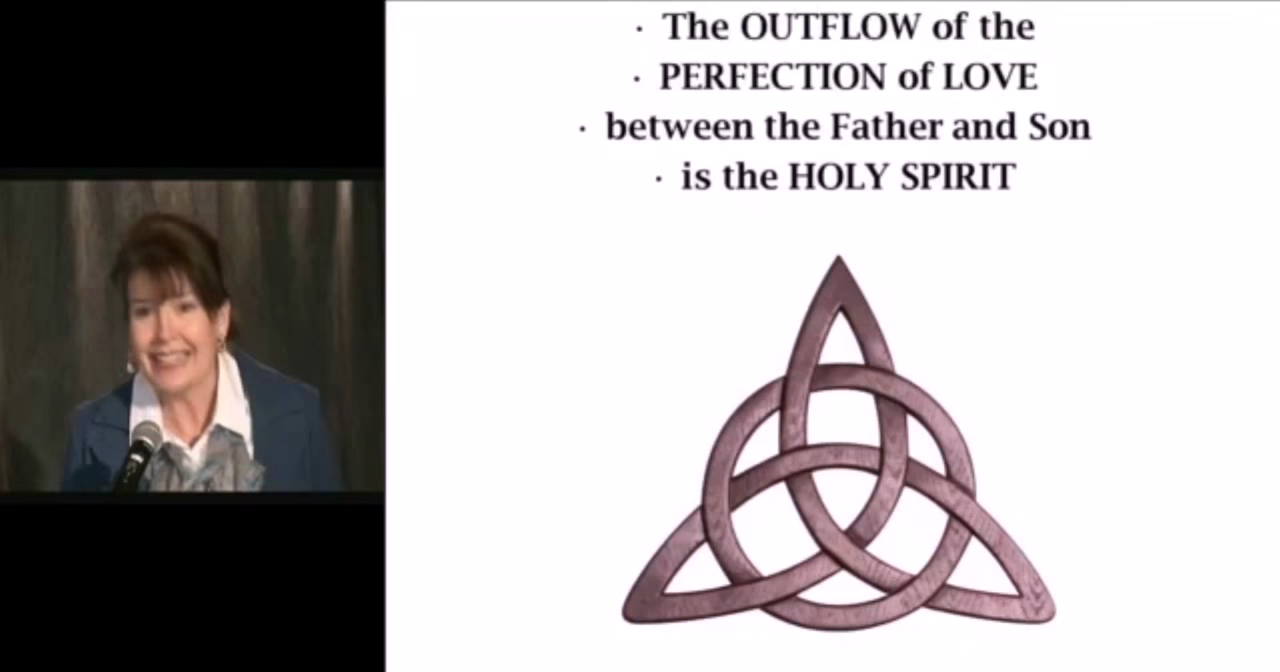 · The OUTFLOW of the
· PERFECTION of LOVE
· between the Father and Son
· is the HOLY SPIRIT